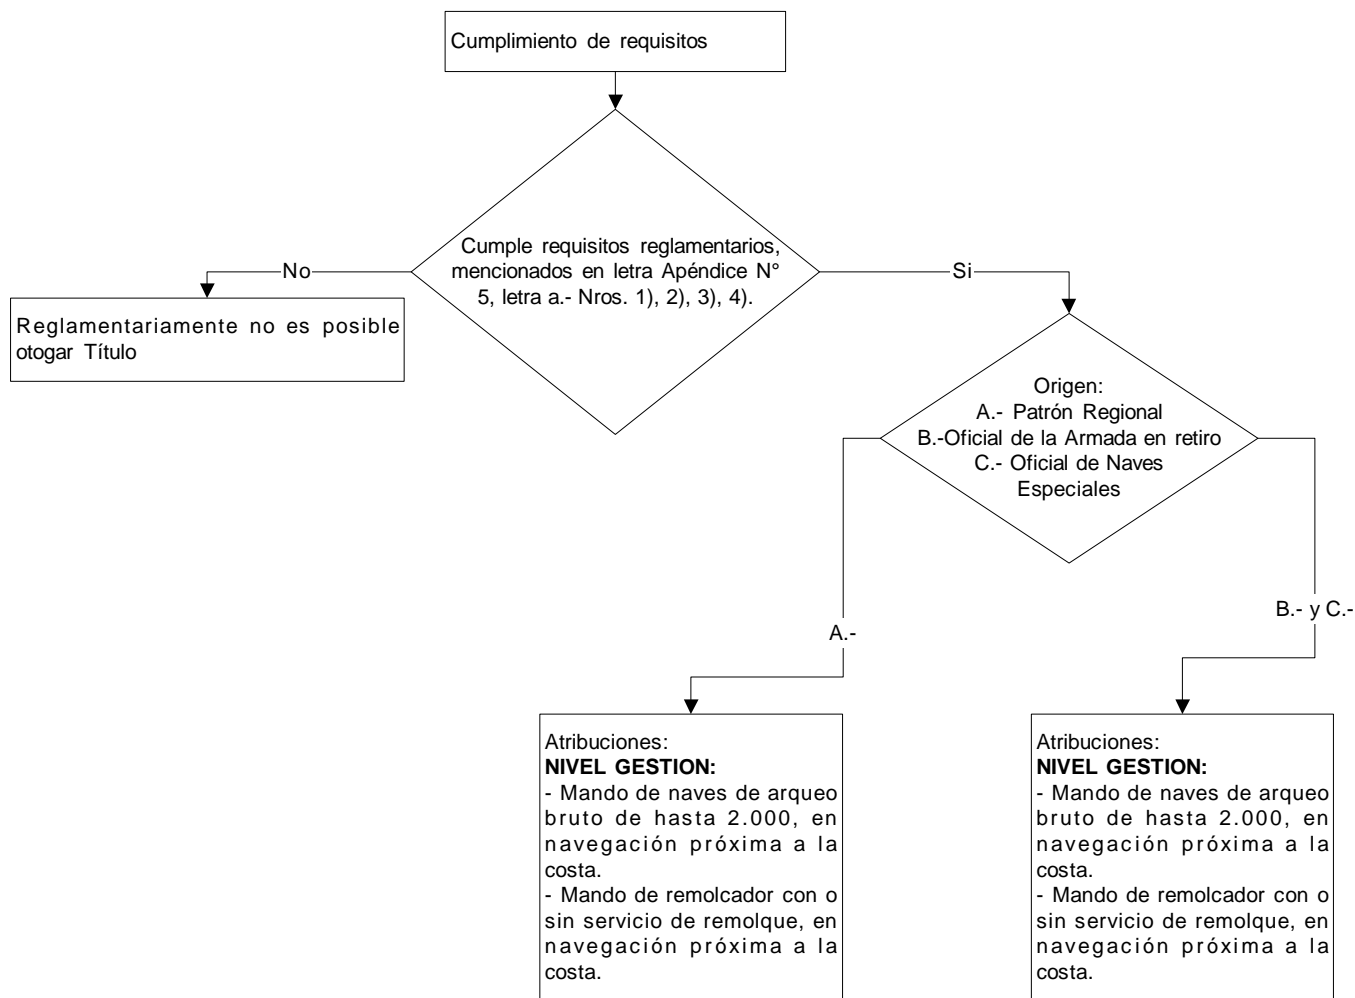 Cumplimiento de requisitos
Cumple requisitos reglamentarios,
mencionados en letra Apéndice N°
5, letra a.- Nros. 1), 2), 3), 4).
No
Si
Reglamentariamente no es posible
otogar Título
Origen:
A.- Patrón Regional
B.-Oficial de la Armada en retiro
C.- Oficial de Naves
Especiales
A.-
B.- y C.-
Atribuciones:
NIVEL GESTION:
- Mando de naves de arqueo
bruto de hasta 2.000, en
navegación próxima a la
costa.
- Mando de remolcador con o
sin servicio de remolque, en
navegación próxima a la
costa.
Atribuciones:
NIVEL GESTION:
- Mando de naves de arqueo
bruto de hasta 2.000, en
navegación próxima a la
costa.
- Mando de remolcador con o
sin servicio de remolque, en
navegación próxima a la
costa.